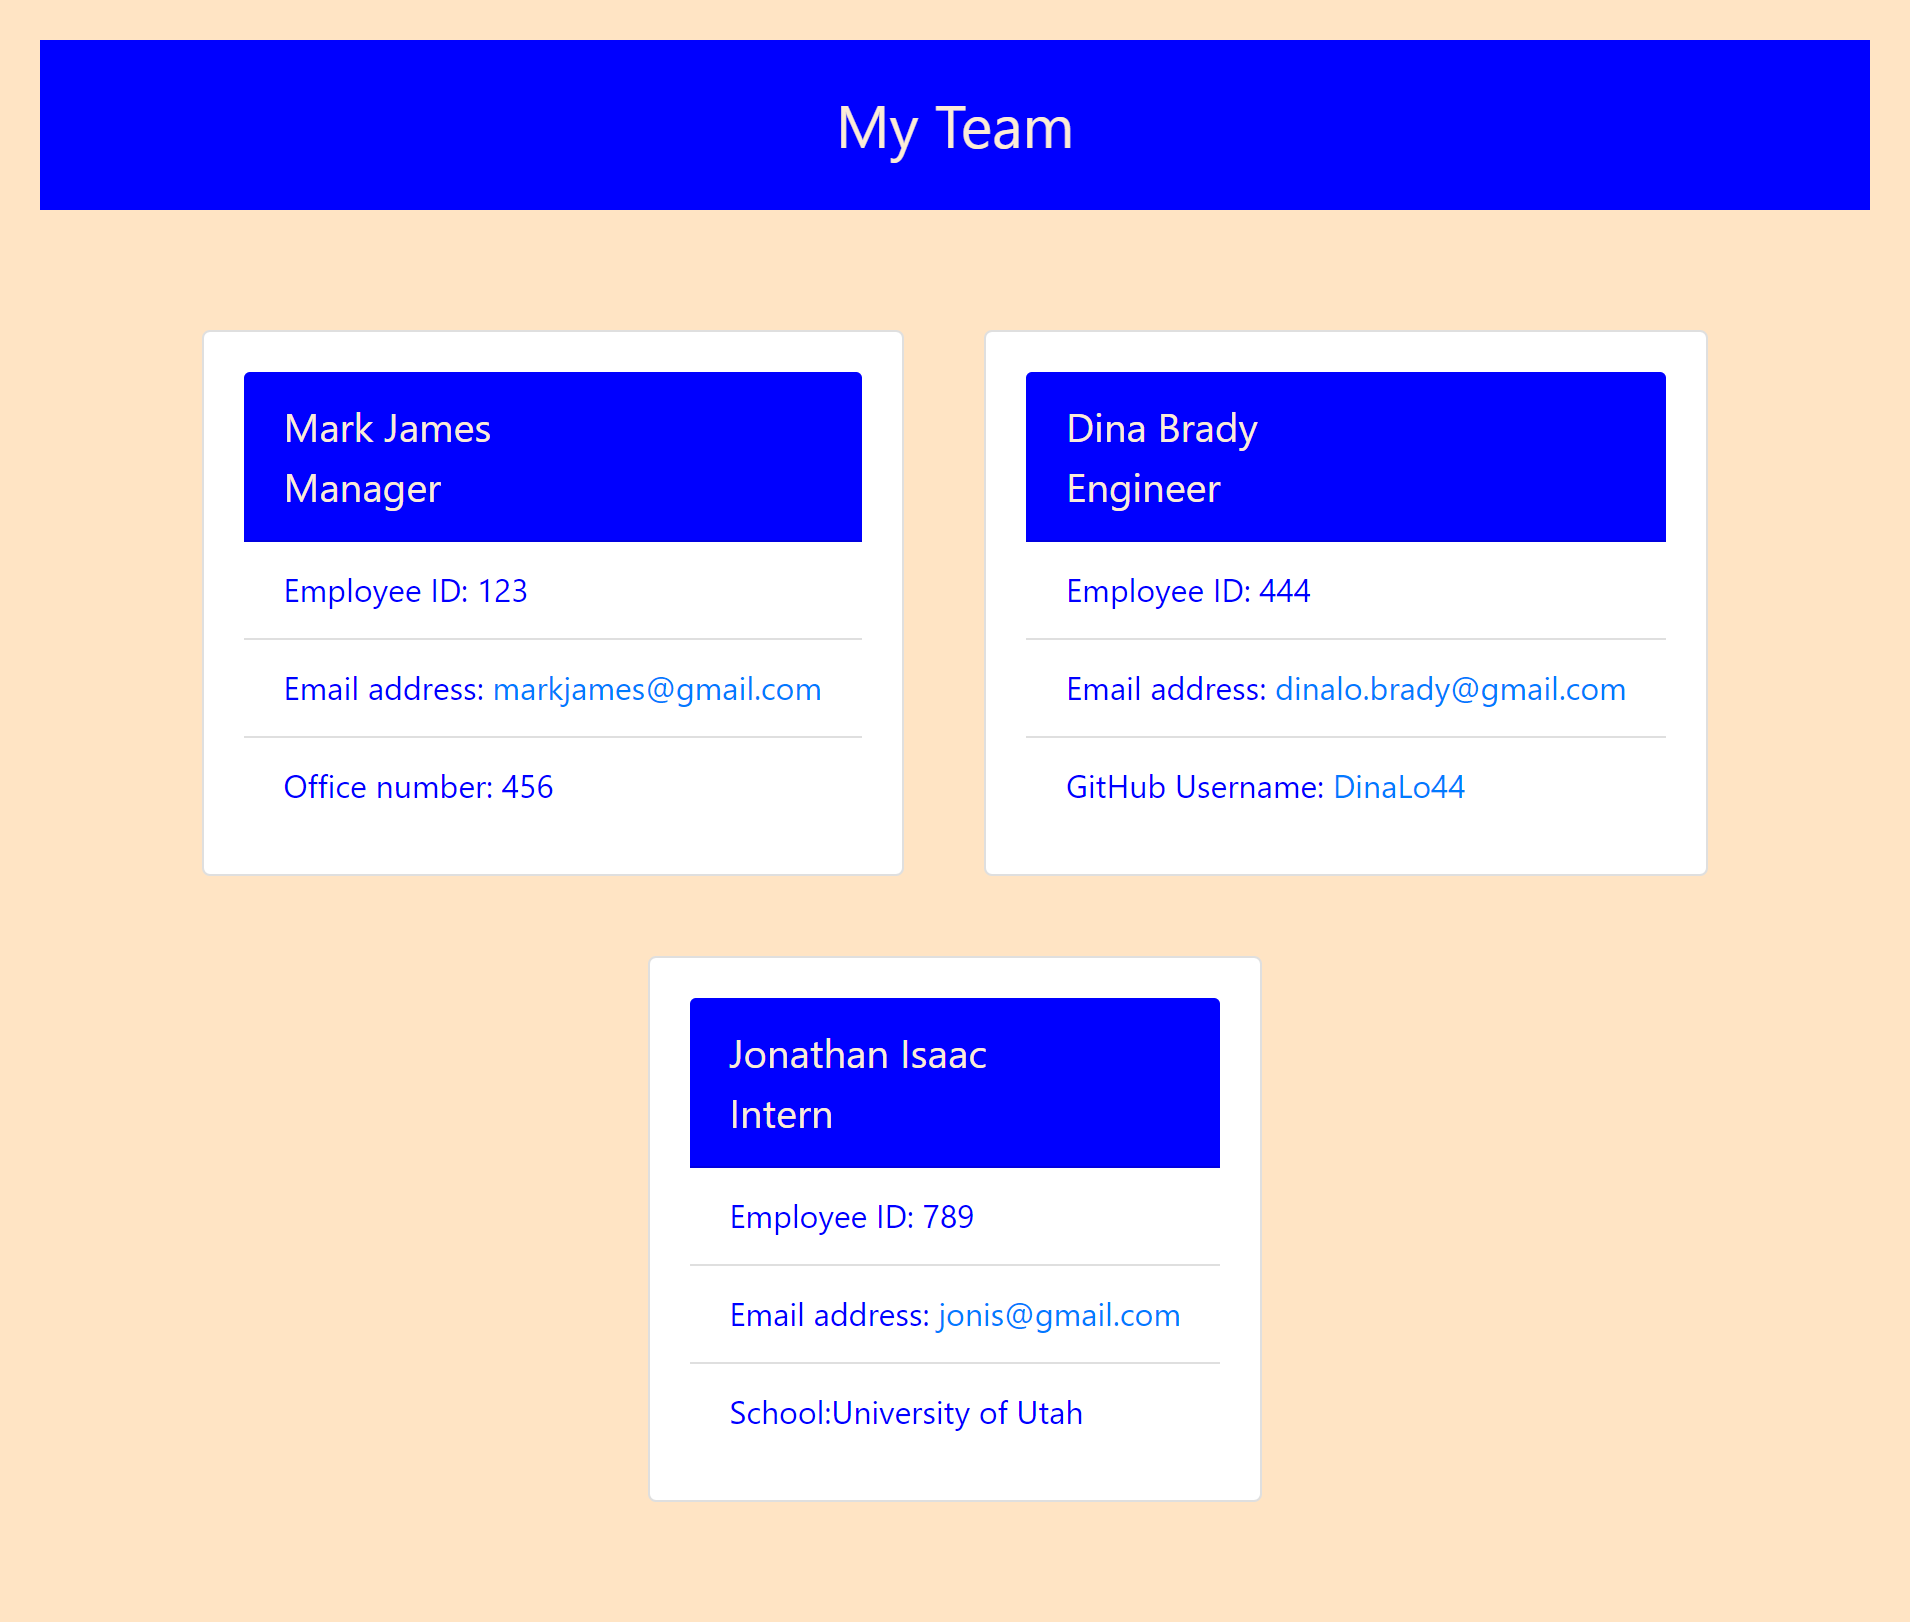 My Team
Mark James
Manager
Employee ID: 123
Email address: markjames@gmail.com
Office number: 456
Dina Brady
Engineer
Employee ID: 444
Email address: dinalo.brady@gmail.com
GitHub Username: DinaLo44
Jonathan Isaac
Intern
Employee ID: 789
Email address: jonis@gmail.com
School:University of Utah